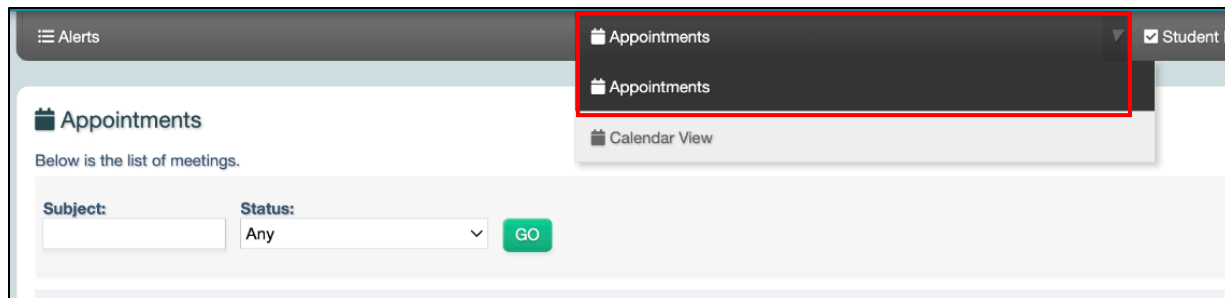 Alerts
Appointments
Student
Appointments
Appointments
Calendar View
Below is the list of meetings.
Subject:
Status:
Any
GO